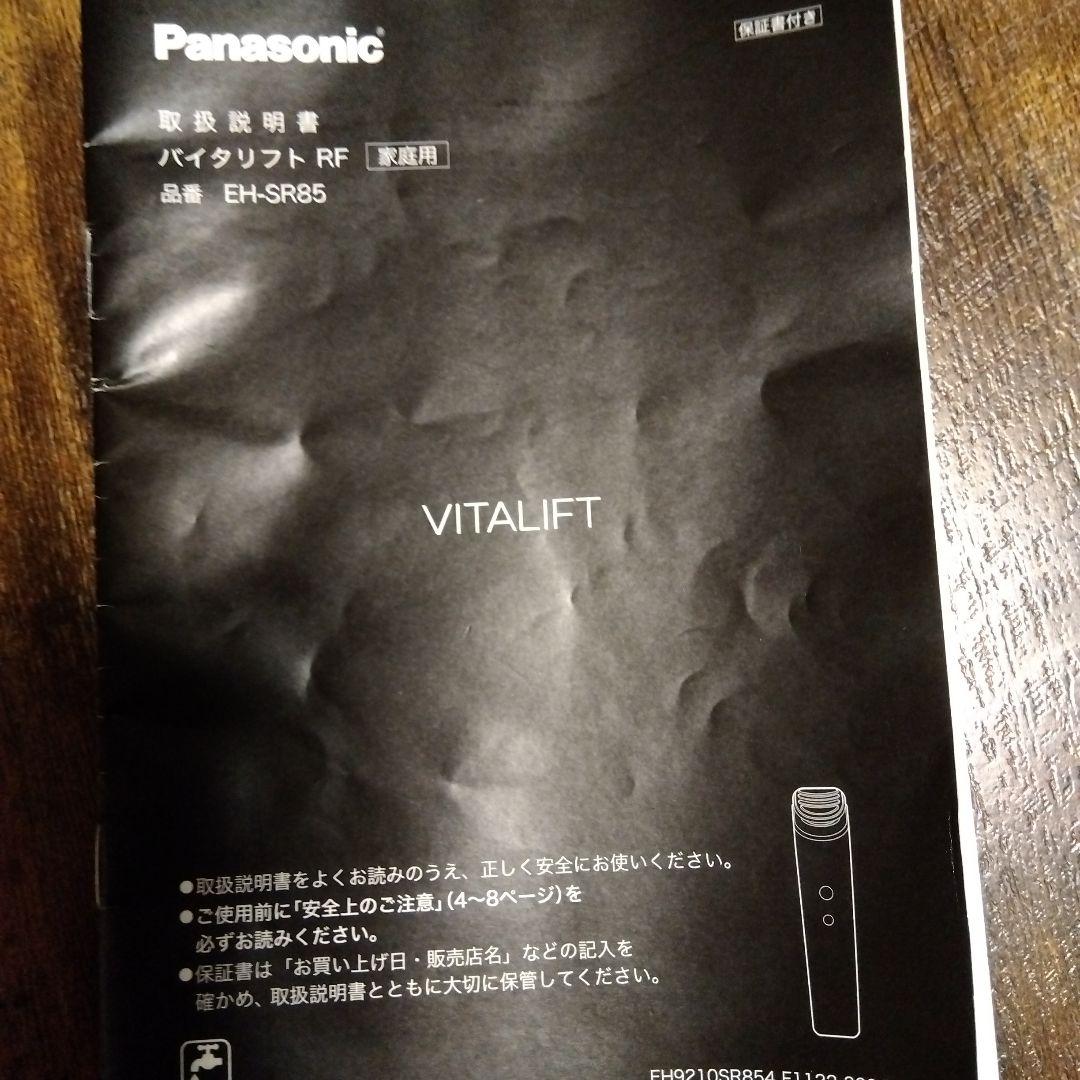 Panasonic
保証書付き
取扱説明書
バイタリフト RF 家庭用
品番 EH-SR85
VITALIFT
●取扱説明書をよくお読みのうえ、正しく安全にお使いください。
●ご使用前に「安全上のご注意」(4〜8ページ)を
必ずお読みください。
●保証書は「お買い上げ日・販売店名」などの記入を
確かめ、取扱説明書とともに大切に保管してください。
EH9210SR854